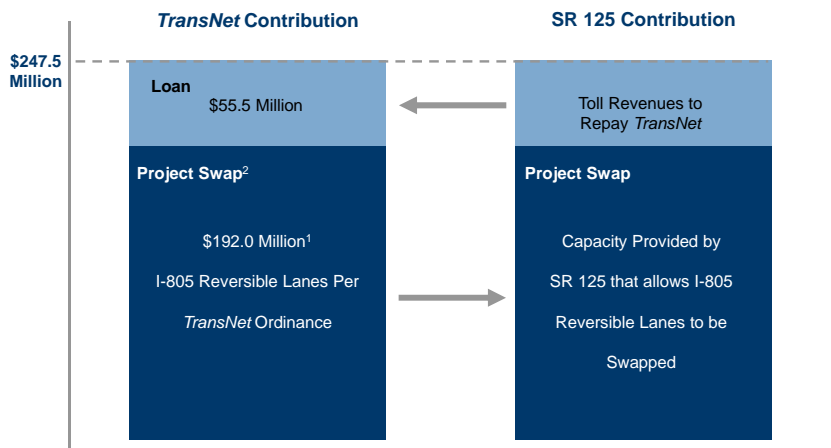 TransNet Contribution
SR 125 Contribution
$247.5
Million
Loan
$55.5 Million
Toll Revenues to
Repay TransNet
Project Swap2
$192.0 Million1
I-805 Reversible Lanes Per
TransNet Ordinance
Project Swap
Capacity Provided by
SR 125 that allows I-805
Reversible Lanes to be
Swapped